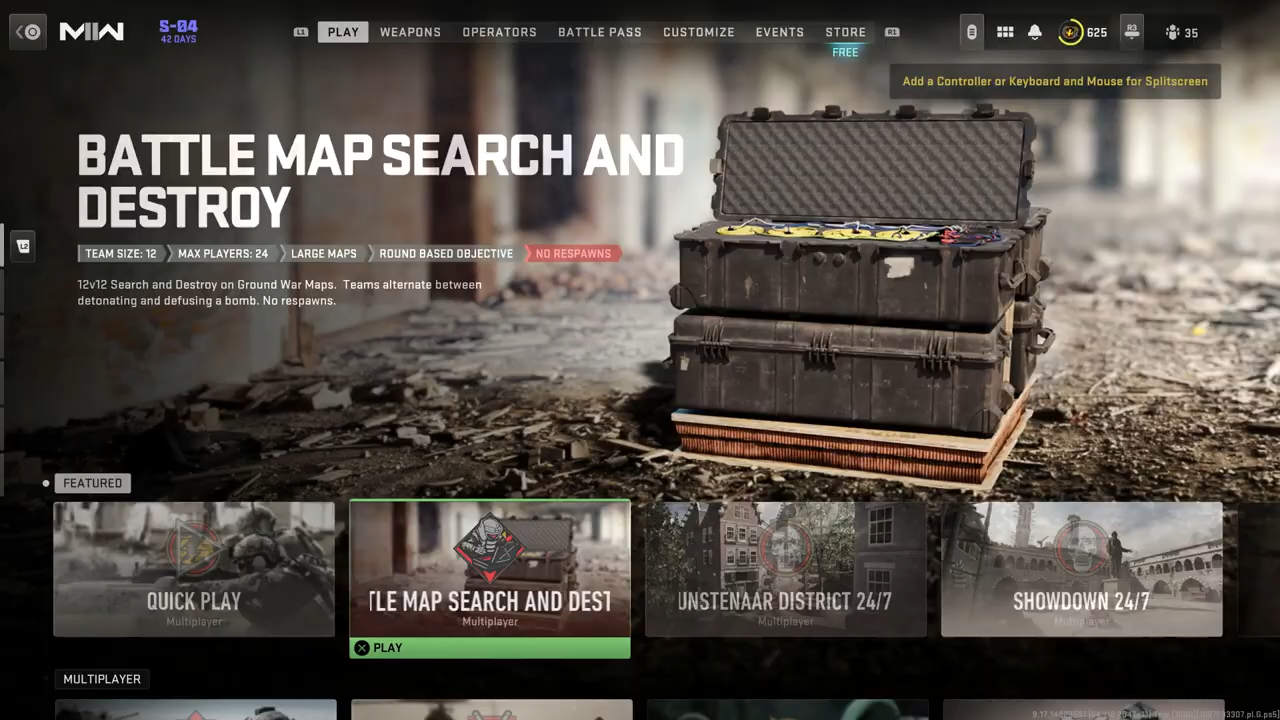 MW
S-04
42 DAYS
L1
PLAY
WEAPONS
OPERATORS
BATTLE PASS
CUSTOMIZE
EVENTS
STORE
R1
FREE
625
R3
35
Add a Controller or Keyboard and Mouse for Splitscreen
BATTLE MAP SEARCH AND
DESTROY
L2
TEAM SIZE: 12
MAX PLAYERS: 24
LARGE MAPS
ROUND BASED OBJECTIVE
NO RESPAWNS
12v12 Search and Destroy on Ground War Maps. Teams alternate between
detonating and defusing a bomb. No respawns.
FEATURED
QUICK PLAY
Multiplayer
TLE MAP SEARCH AND DEST
Multiplayer
PLAY
UNSTENAAR DISTRICT 24/7
Multiplayer
SHOWDOWN 24/7
Multiplayer
MULTIPLAYER